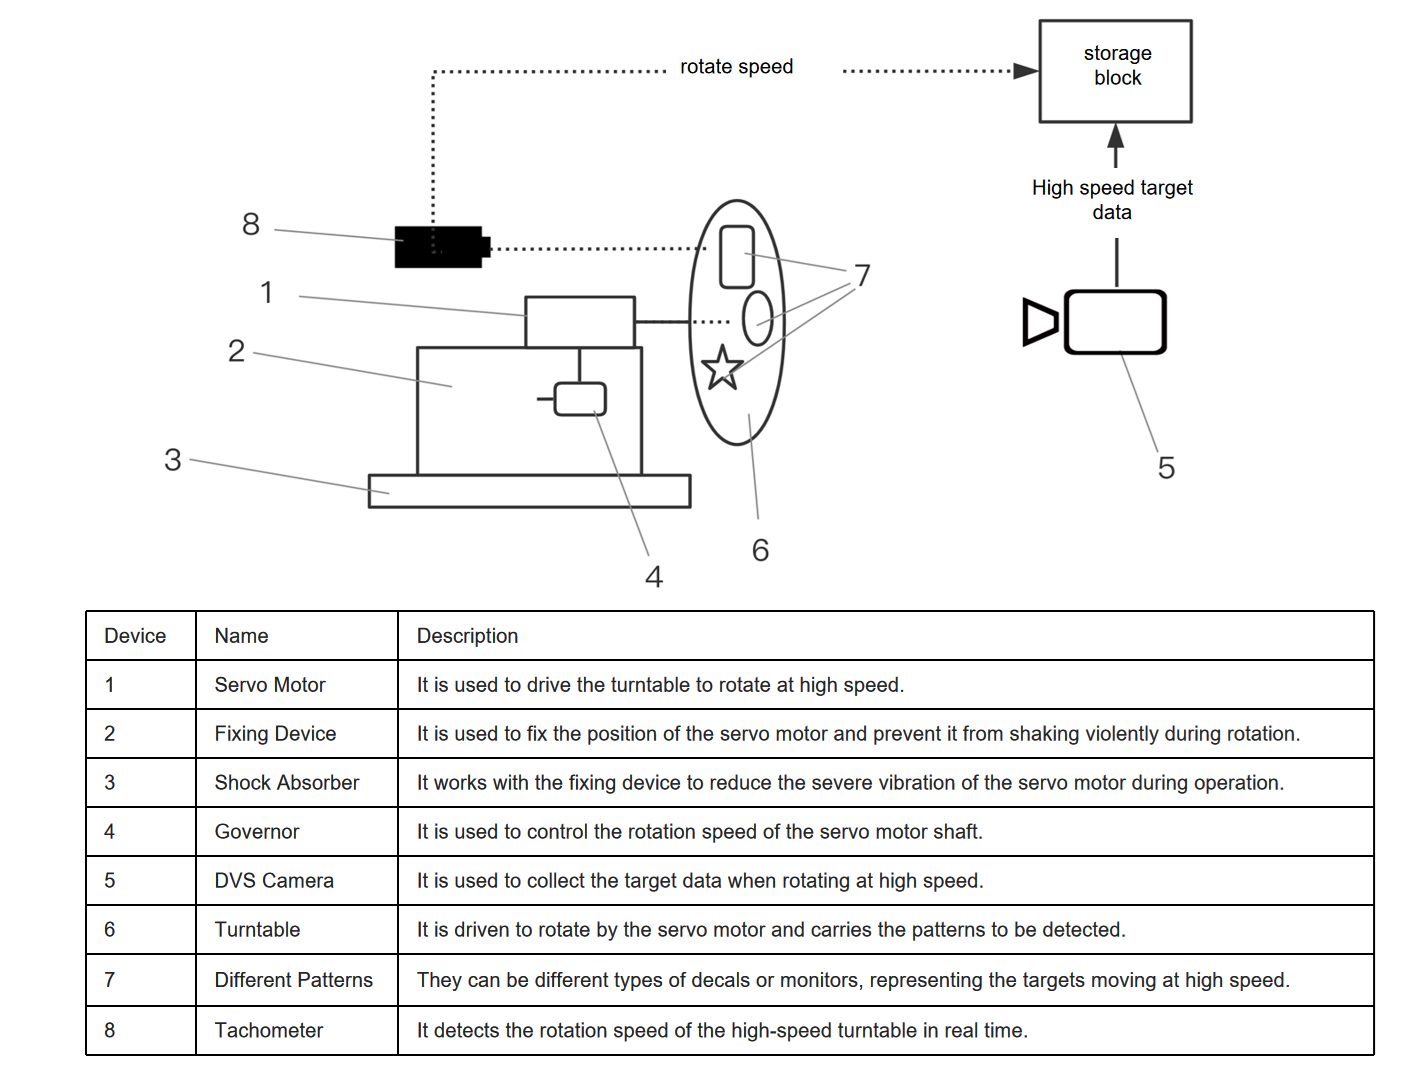 rotate speed
storage
block
High speed target
data
8
1
2
3
7
5
6
4
Device Name Description
1 Servo Motor It is used to drive the turntable to rotate at high speed.
2 Fixing Device It is used to fix the position of the servo motor and prevent it from shaking violently during rotation.
3 Shock Absorber It works with the fixing device to reduce the severe vibration of the servo motor during operation.
4 Governor It is used to control the rotation speed of the servo motor shaft.
5 DVS Camera It is used to collect the target data when rotating at high speed.
6 Turntable It is driven to rotate by the servo motor and carries the patterns to be detected.
7 Different Patterns They can be different types of decals or monitors, representing the targets moving at high speed.
8 Tachometer It detects the rotation speed of the high-speed turntable in real time.